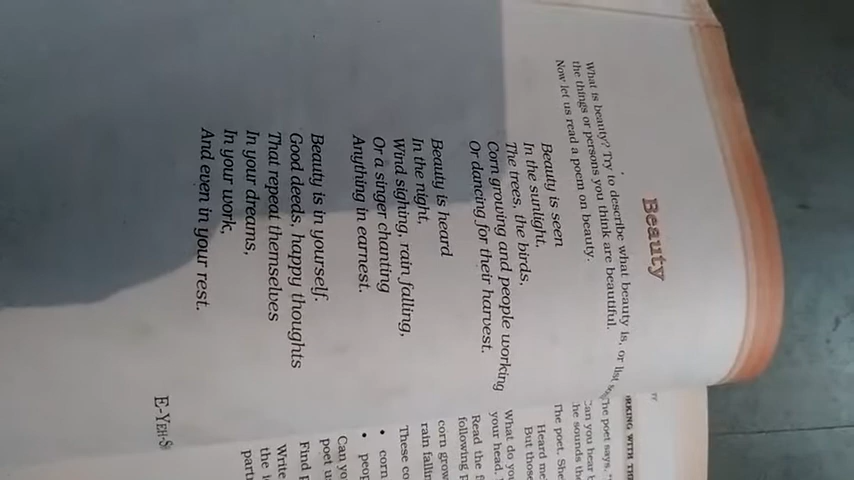 Beauty
What is beauty? Try to describe what beauty is, or list
the things or persons you think are beautiful.
Now let us read a poem on beauty.
Beauty is seen
In the sunlight,
The trees, the birds,
Corn growing and people working
Or dancing for their harvest.
Beauty is heard
In the night,
Wind sighing, rain falling,
Or a singer chanting
Anything in earnest.
Beauty is in yourself.
Good deeds, happy thoughts
That repeat themselves
In your dreams,
In your work,
And even in your rest.
E-YEH-S
RKING WITH TH
The poet says, "
Can you hear b
the sounds the
The poet, She
Heard me
But those
What do yo
your head.
Read the f
following p
corn grow
rain fallin
These co
• corn
• peop
Can yo
poet u
Find
Write
the
part